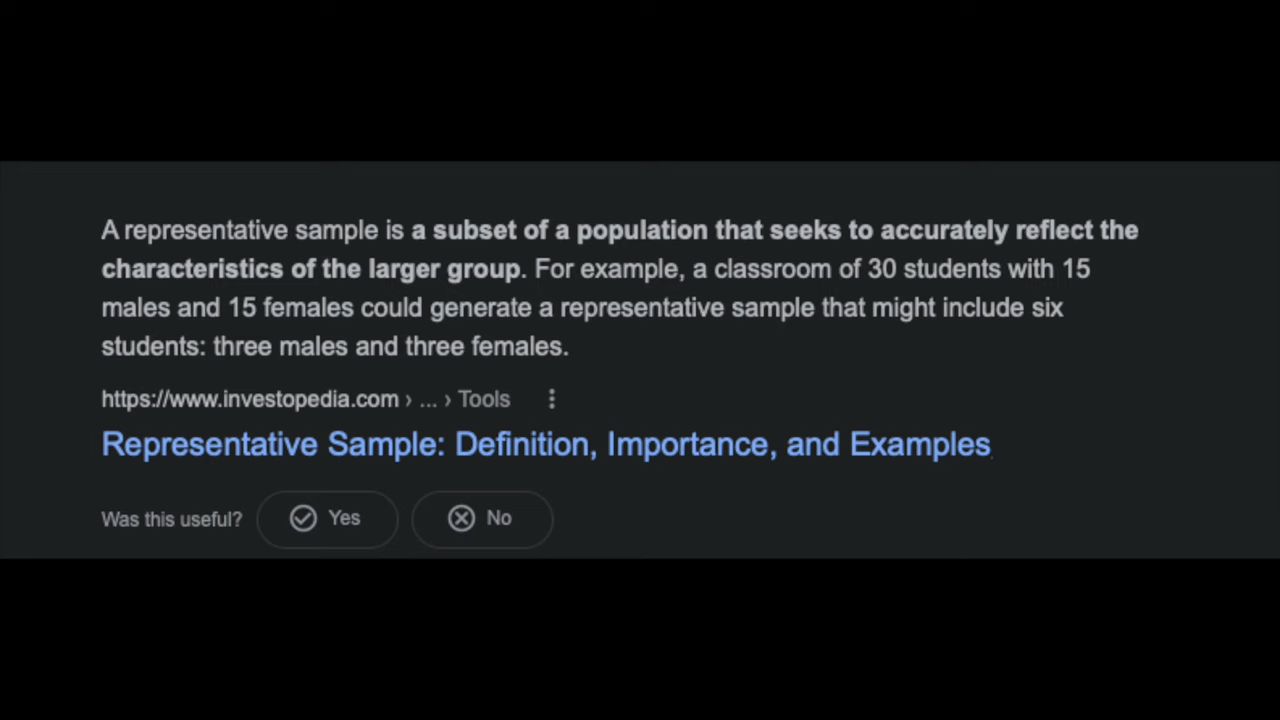 A representative sample is a subset of a population that seeks to accurately reflect the
characteristics of the larger group. For example, a classroom of 30 students with 15
males and 15 females could generate a representative sample that might include six
students: three males and three females.
https://www.investopedia.com › ... › Tools
Representative Sample: Definition, Importance, and Examples
Was this useful? Yes No